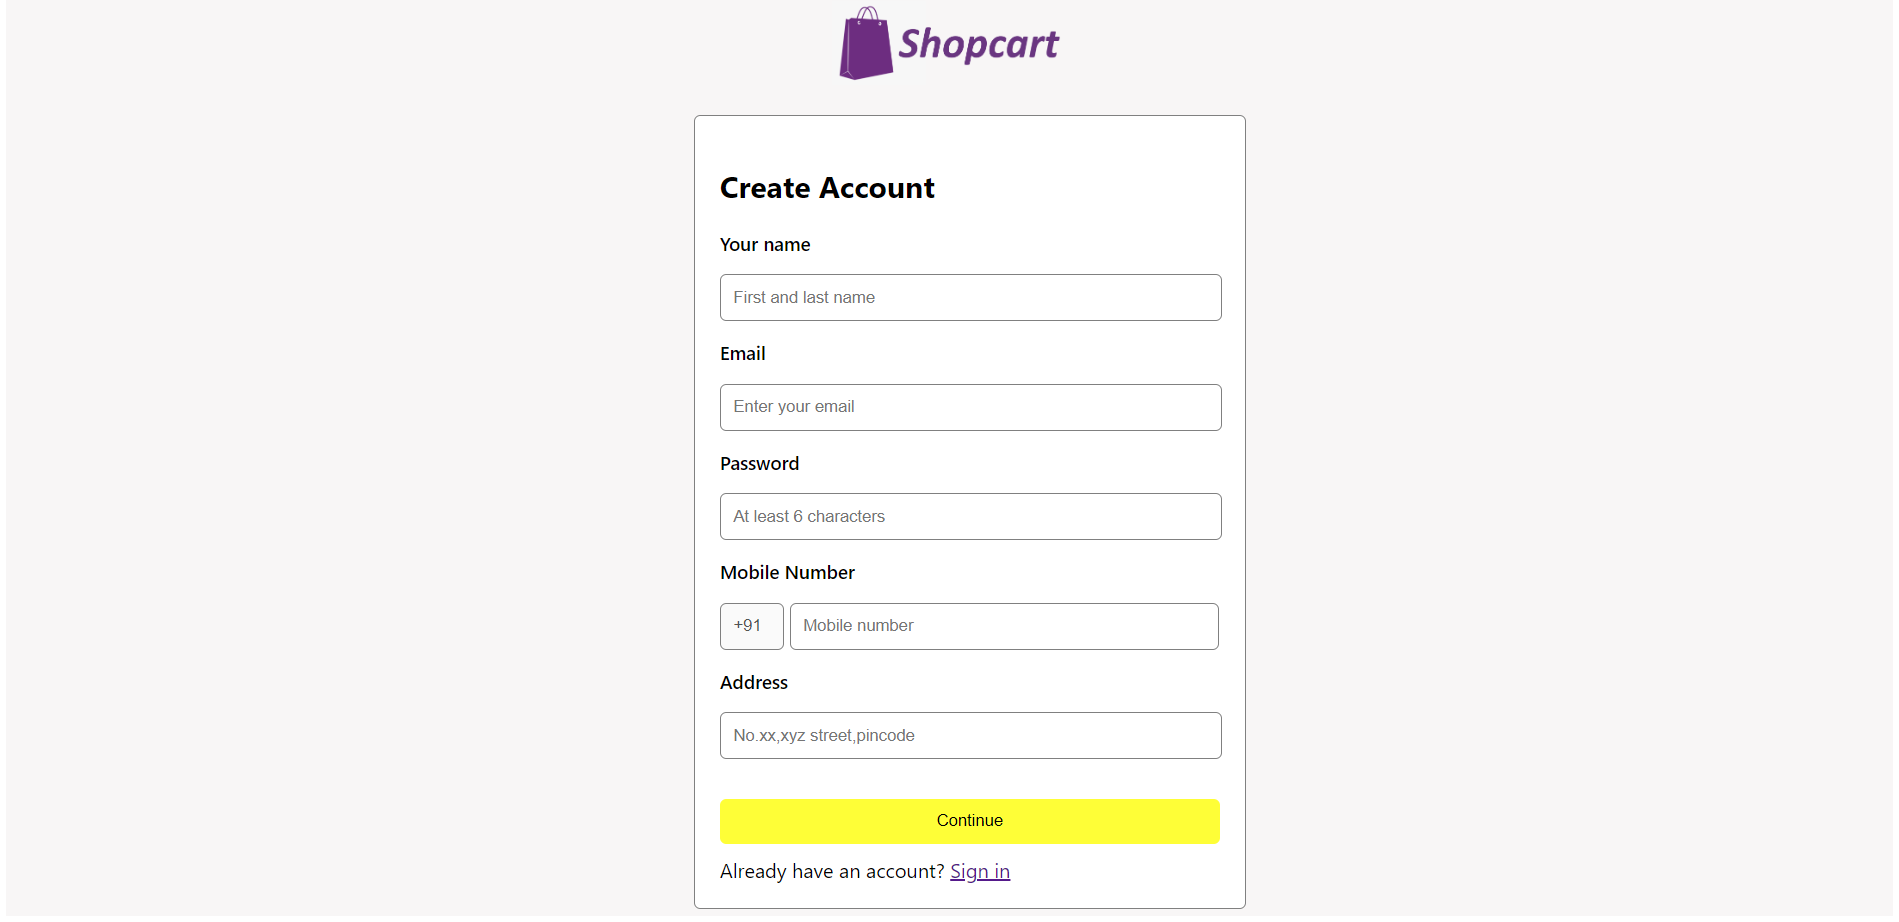 Shopcart
Create Account
Your name
First and last name
Email
Enter your email
Password
At least 6 characters
Mobile Number
+91 Mobile number
Address
No.xx,xyz street,pincode
Continue
Already have an account? Sign in